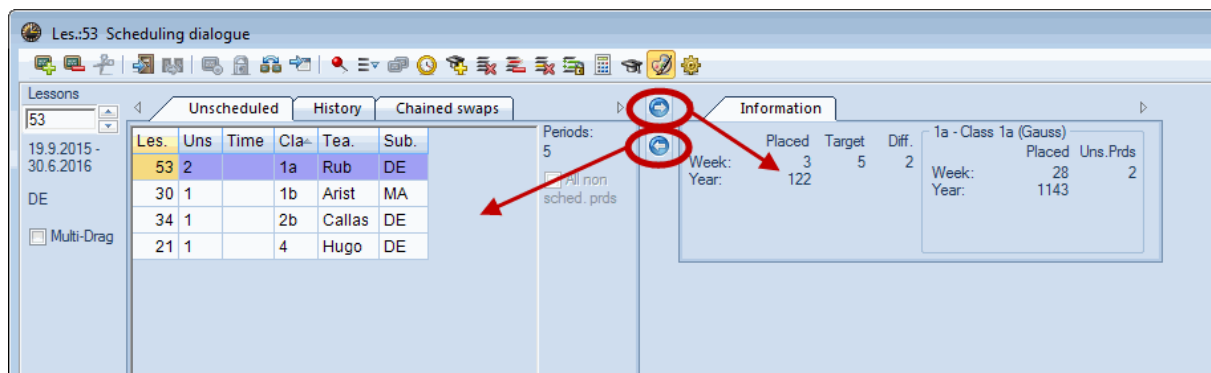 Les.:53 Scheduling dialogue
Lessons
53
19.9.2015 -
30.6.2016
DE
Multi-Drag
Unscheduled History Chained swaps
Les. Uns Time Cla Tea. Sub.
53 2 1a Rub DE
30 1 1b Arist MA
34 1 2b Callas DE
21 1 4 Hugo DE
Periods:
5
All non
sched. prds
Information
Placed Target Diff.
Week: 3 5 2
Year: 122
1a - Class 1a (Gauss)
Placed Uns.Prds
Week: 28 2
Year: 1143